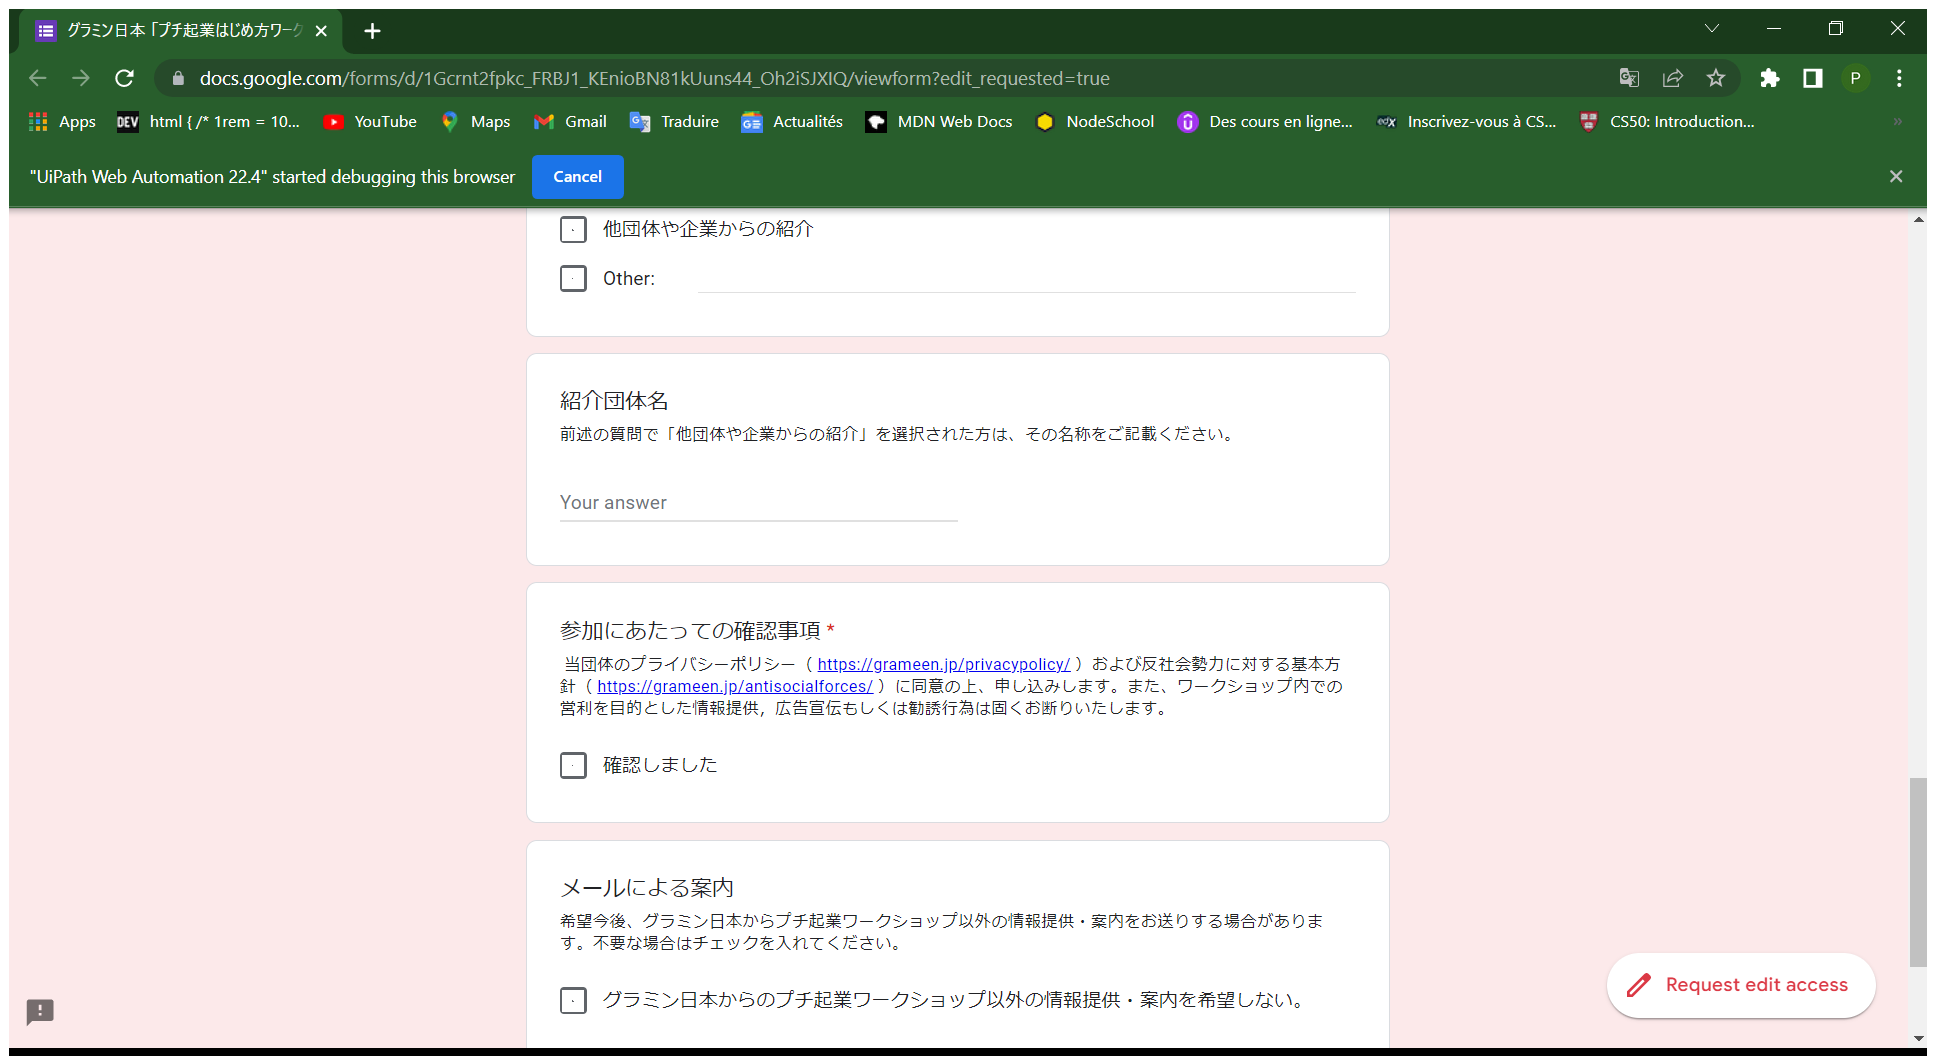 グラミン日本「プチ起業はじめ方ワーク
docs.google.com/forms/d/1Gcrnt2fpkc_FRBJ1_KEnioBN81kUuns44_Oh2iSJXIQ/viewform?edit_requested=true
P
Apps
DEV html { /* 1rem = 10...
YouTube
Maps
Gmail
Traduire
Actualités
MDN Web Docs
NodeSchool
Des cours en ligne...
edX Inscrivez-vous à CS...
CS50: Introduction...
"UiPath Web Automation 22.4" started debugging this browser
Cancel
他団体や企業からの紹介
Other:
紹介団体名
前述の質問で「他団体や企業からの紹介」を選択された方は、その名称をご記載ください。
Your answer
参加にあたっての確認事項 *
当団体のプライバシーポリシー（ https://grameen.jp/privacypolicy/ ）および反社会勢力に対する基本方
針（ https://grameen.jp/antisocialforces/ ）に同意の上、申し込みします。また、ワークショップ内での
営利を目的とした情報提供，広告宣伝もしくは勧誘行為は固くお断りいたします。
確認しました
メールによる案内
希望今後、グラミン日本からプチ起業ワークショップ以外の情報提供・案内をお送りする場合がありま
す。不要な場合はチェックを入れてください。
グラミン日本からのプチ起業ワークショップ以外の情報提供・案内を希望しない。
Request edit access